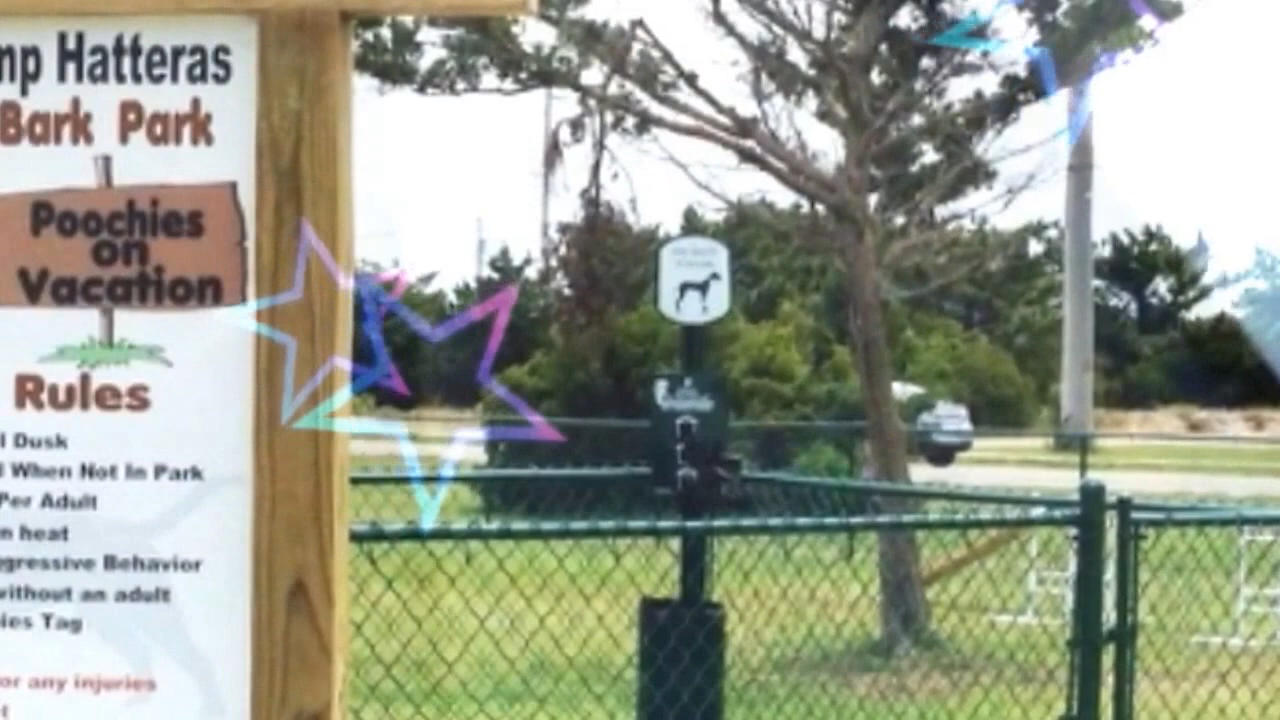 mp Hatteras
Bark Park
Poochies
on
Vacation
Rules
l Dusk
When Not In Park
Per Adult
n heat
ggressive Behavior
without an adult
ies Tag
or any injuries